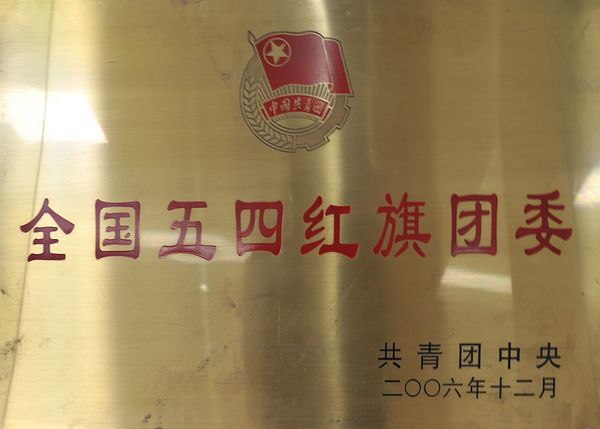 中国共青团
全国五四红旗团委
共青团中央
二〇〇六年十二月